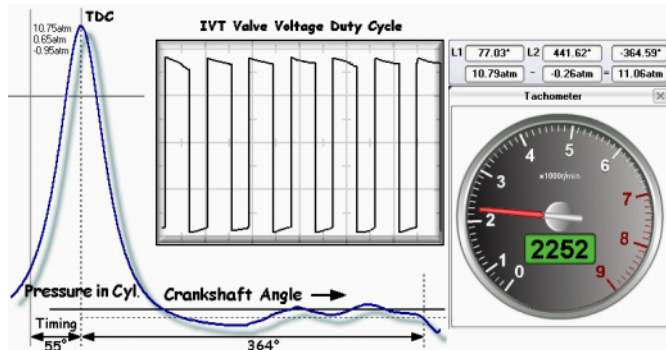 TDC
10.75atm
0.65atm
-0.95atm
IVT Valve Voltage Duty Cycle
L1 77.03° L2 441.62° -364.59°
10.79atm - -0.26atm = 11.06atm
Tachometer
×1000r/min
0
1
2
3
4
5
6
7
8
9
2252
Pressure in Cyl.
Crankshaft Angle
Timing
55°
364°